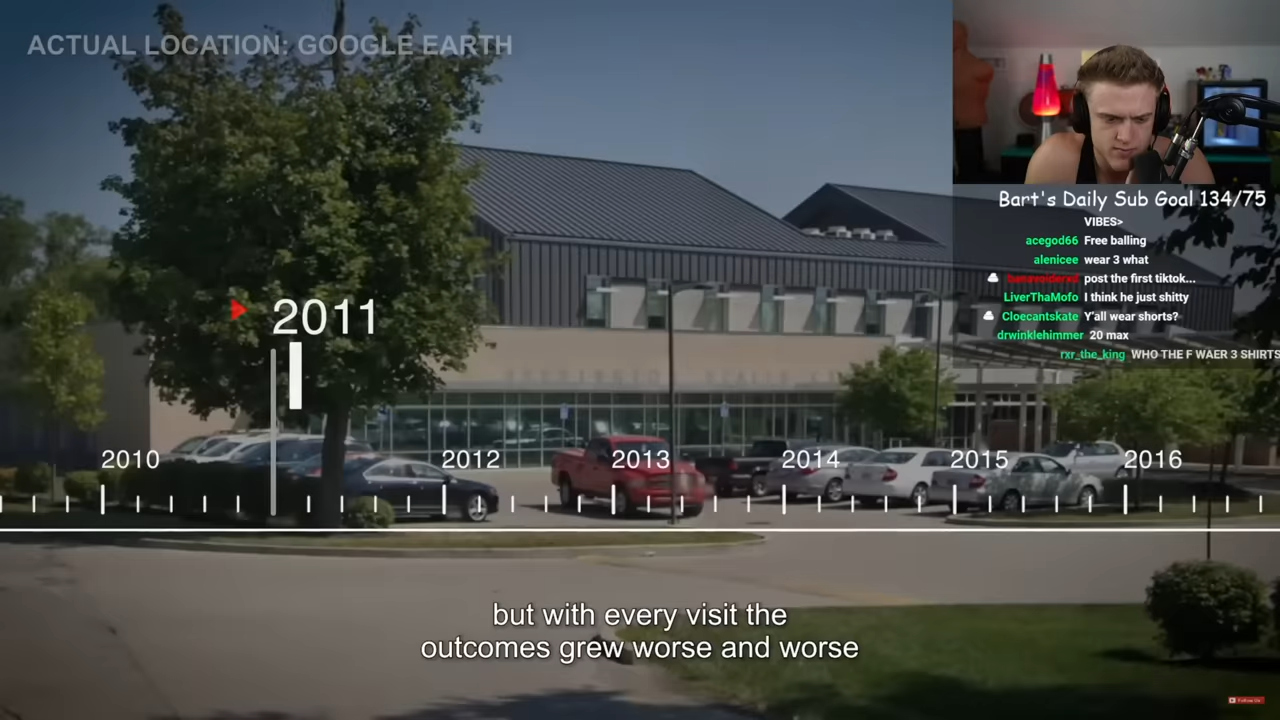 ACTUAL LOCATION: GOOGLE EARTH
Bart's Daily Sub Goal 134/75
VIBES>
acegod66 Free balling
alenicee wear 3 what
post the first tiktok...
LiverThaMofo I think he just shitty
Cloecantskate Y'all wear shorts?
drwinklehimmer 20 max
rxr_the_king WHO THE F WAER 3 SHIRTS
2011
2010 2012 2013 2014 2015 2016
but with every visit the
outcomes grew worse and worse